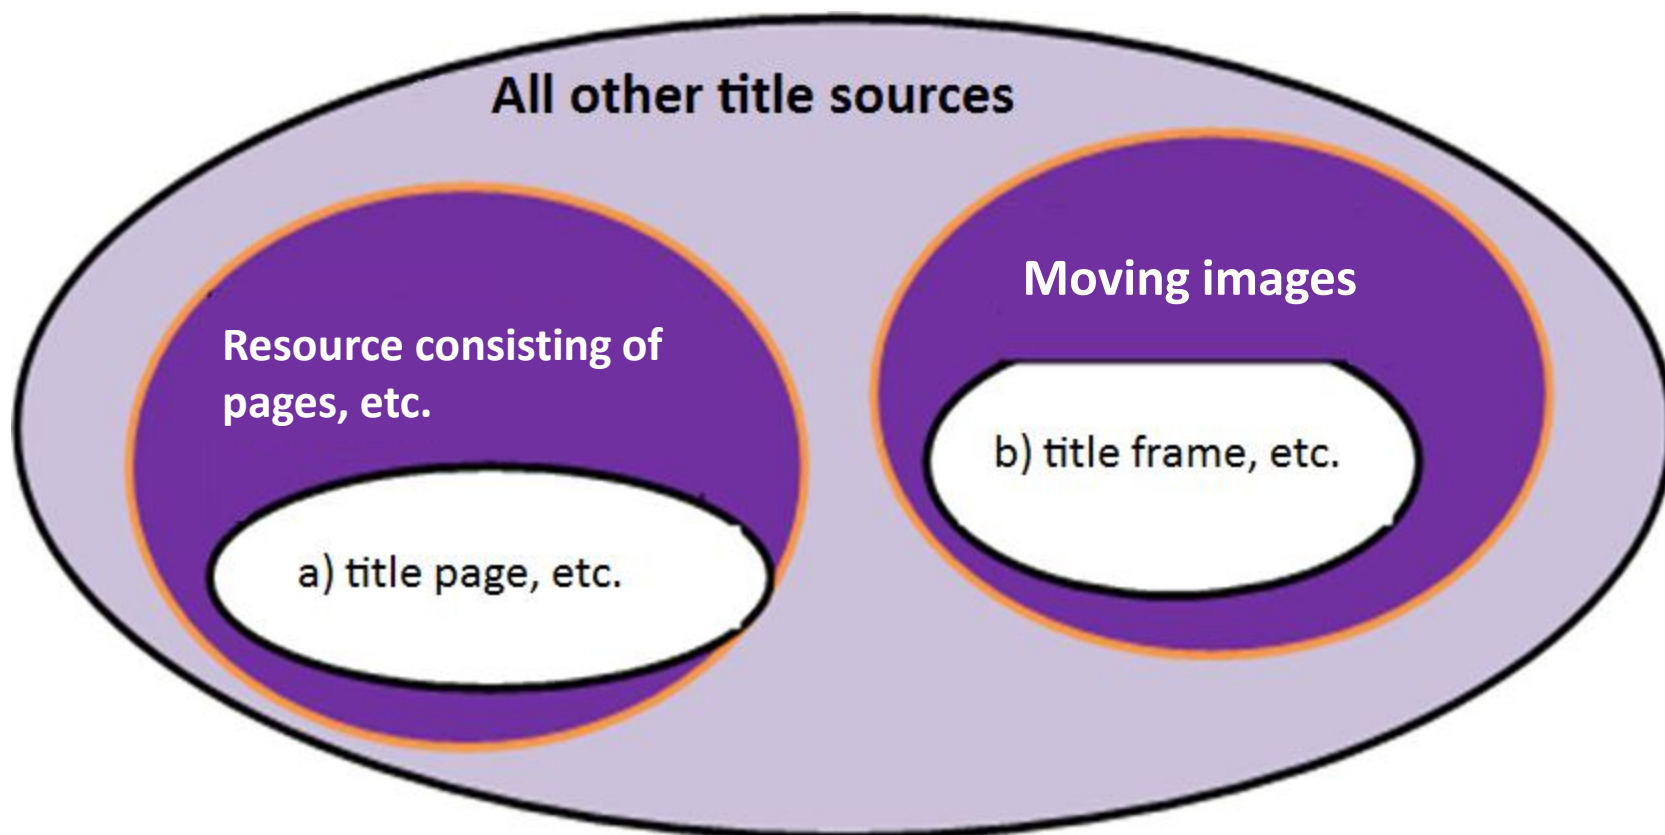 All other title sources
Resource consisting of
pages, etc.
a) title page, etc.
Moving images
b) title frame, etc.